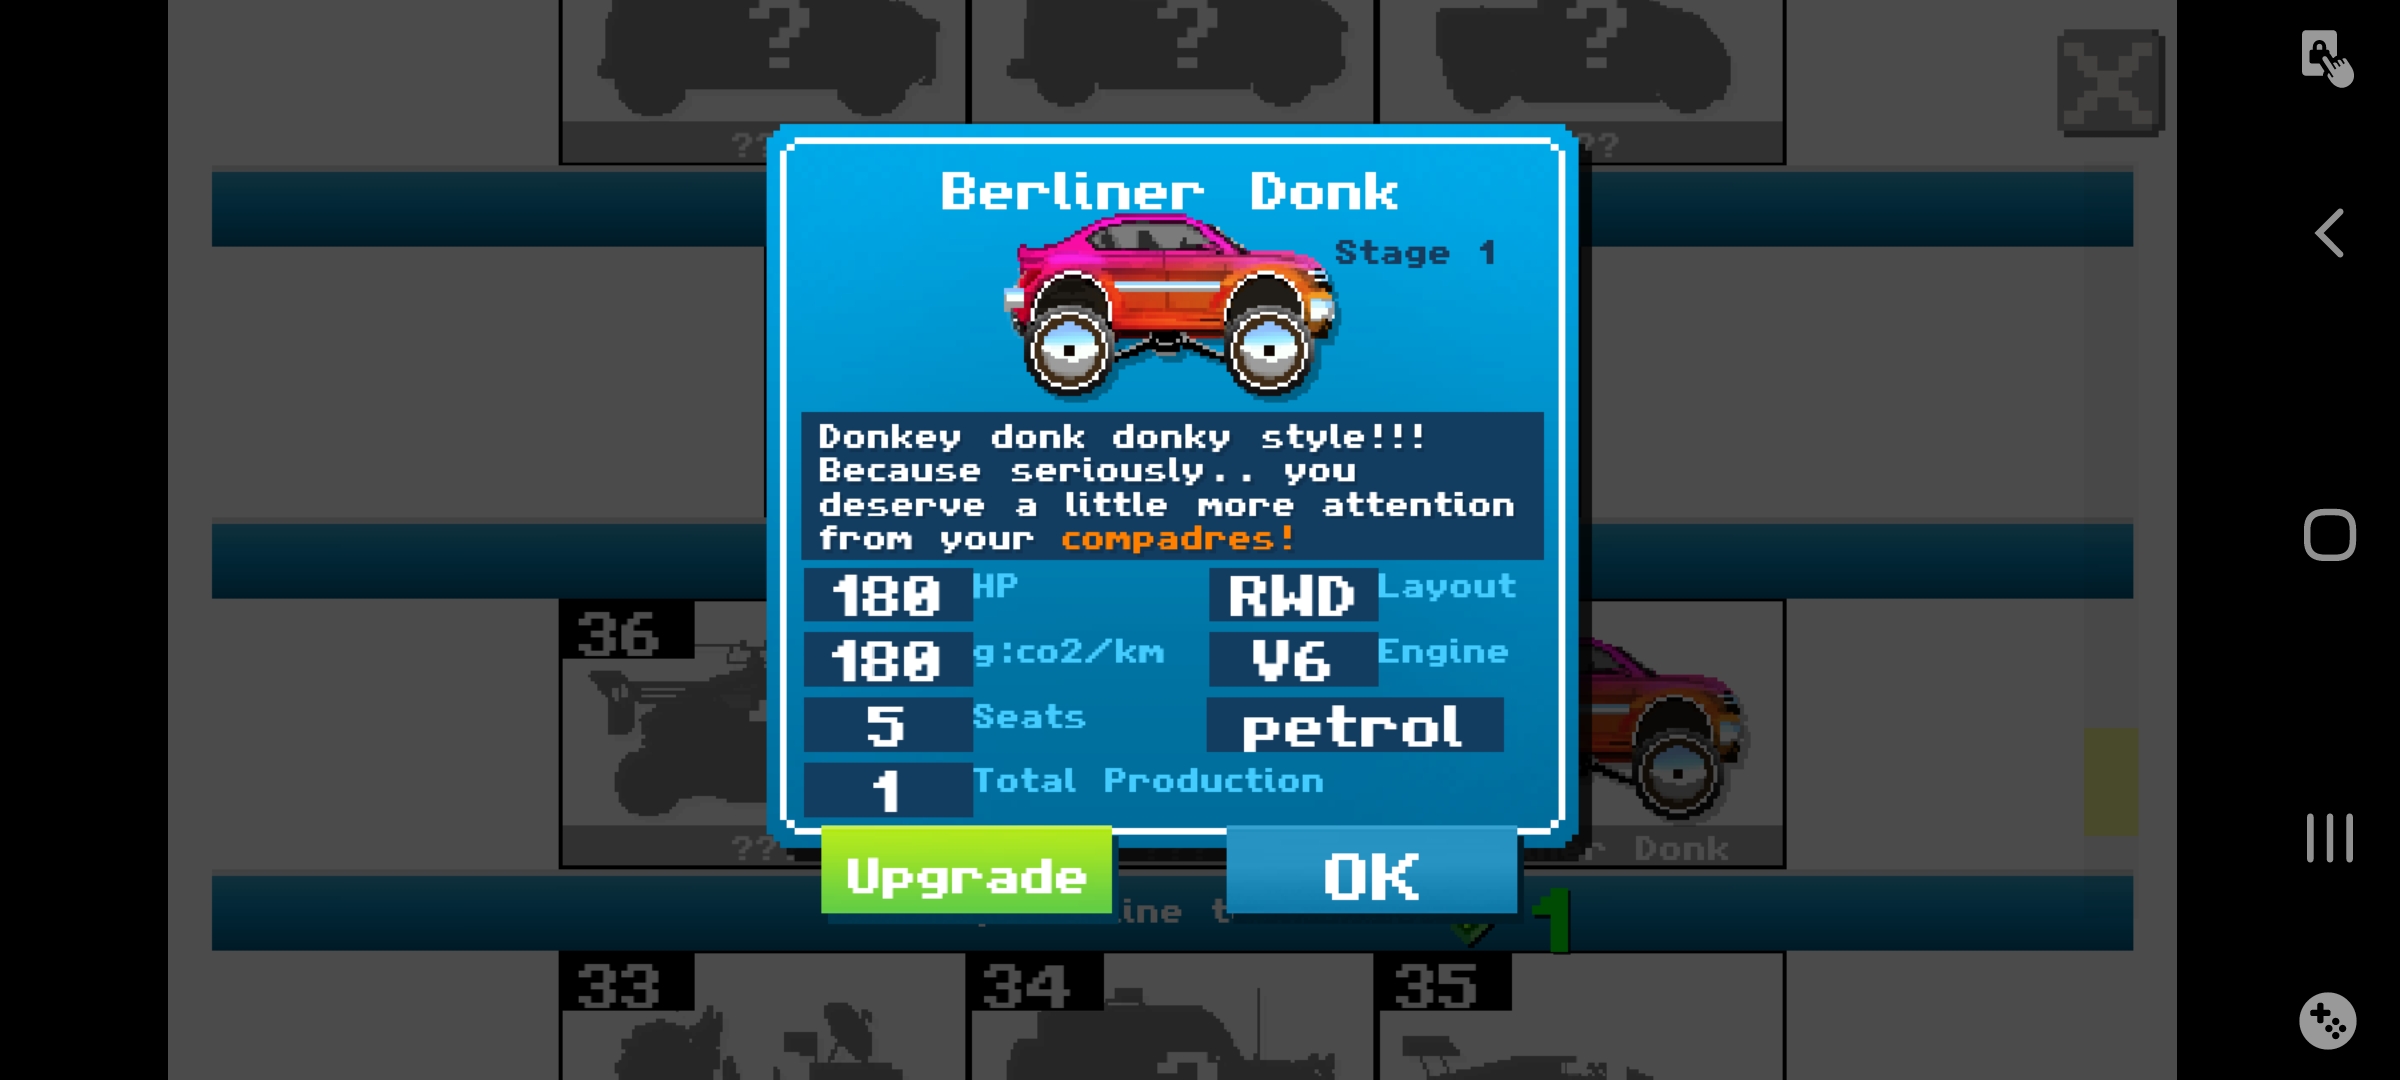 ?
?
?
??
??
Berliner Donk
Stage 1
Donkey donk donky style!!!
Because seriously.. you
deserve a little more attention
from your compadres!
180 HP
RWD Layout
180 g:co2/km
V6 Engine
5 Seats
petrol
1 Total Production
36
??
Donk
Upgrade
OK
1
33
34
35
?